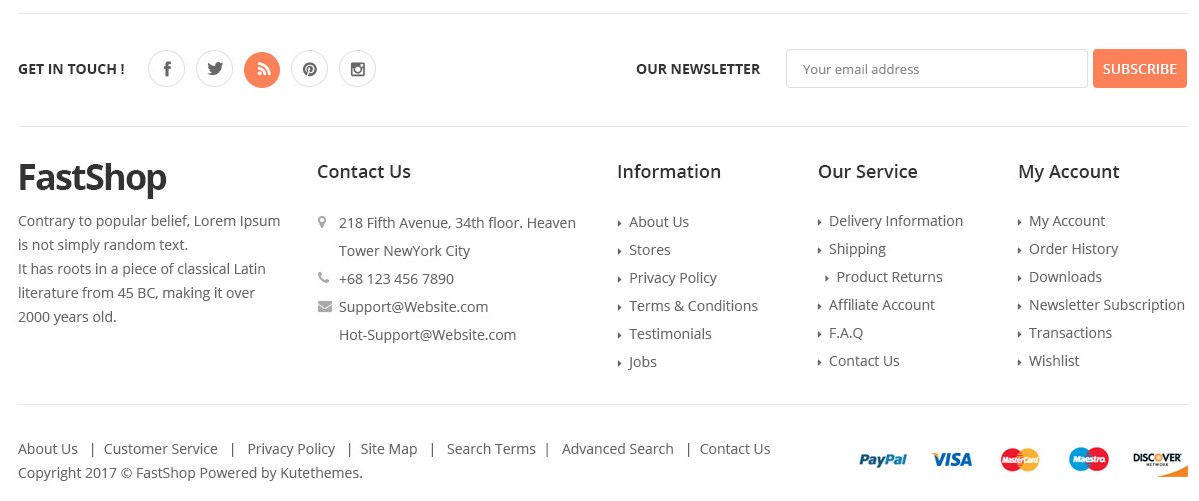 GET IN TOUCH !
OUR NEWSLETTER
Your email address
SUBSCRIBE
FastShop
Contrary to popular belief, Lorem Ipsum
is not simply random text.
It has roots in a piece of classical Latin
literature from 45 BC, making it over
2000 years old.
Contact Us
218 Fifth Avenue, 34th floor. Heaven
Tower NewYork City
+68 123 456 7890
Support@Website.com
Hot-Support@Website.com
Information
About Us
Stores
Privacy Policy
Terms & Conditions
Testimonials
Jobs
Our Service
Delivery Information
Shipping
Product Returns
Affiliate Account
F.A.Q
Contact Us
My Account
My Account
Order History
Downloads
Newsletter Subscription
Transactions
Wishlist
About Us | Customer Service | Privacy Policy | Site Map | Search Terms | Advanced Search | Contact Us
Copyright 2017 © FastShop Powered by Kutethemes.
PayPal
VISA
MasterCard
Maestro
DISCOVER
NETWORK